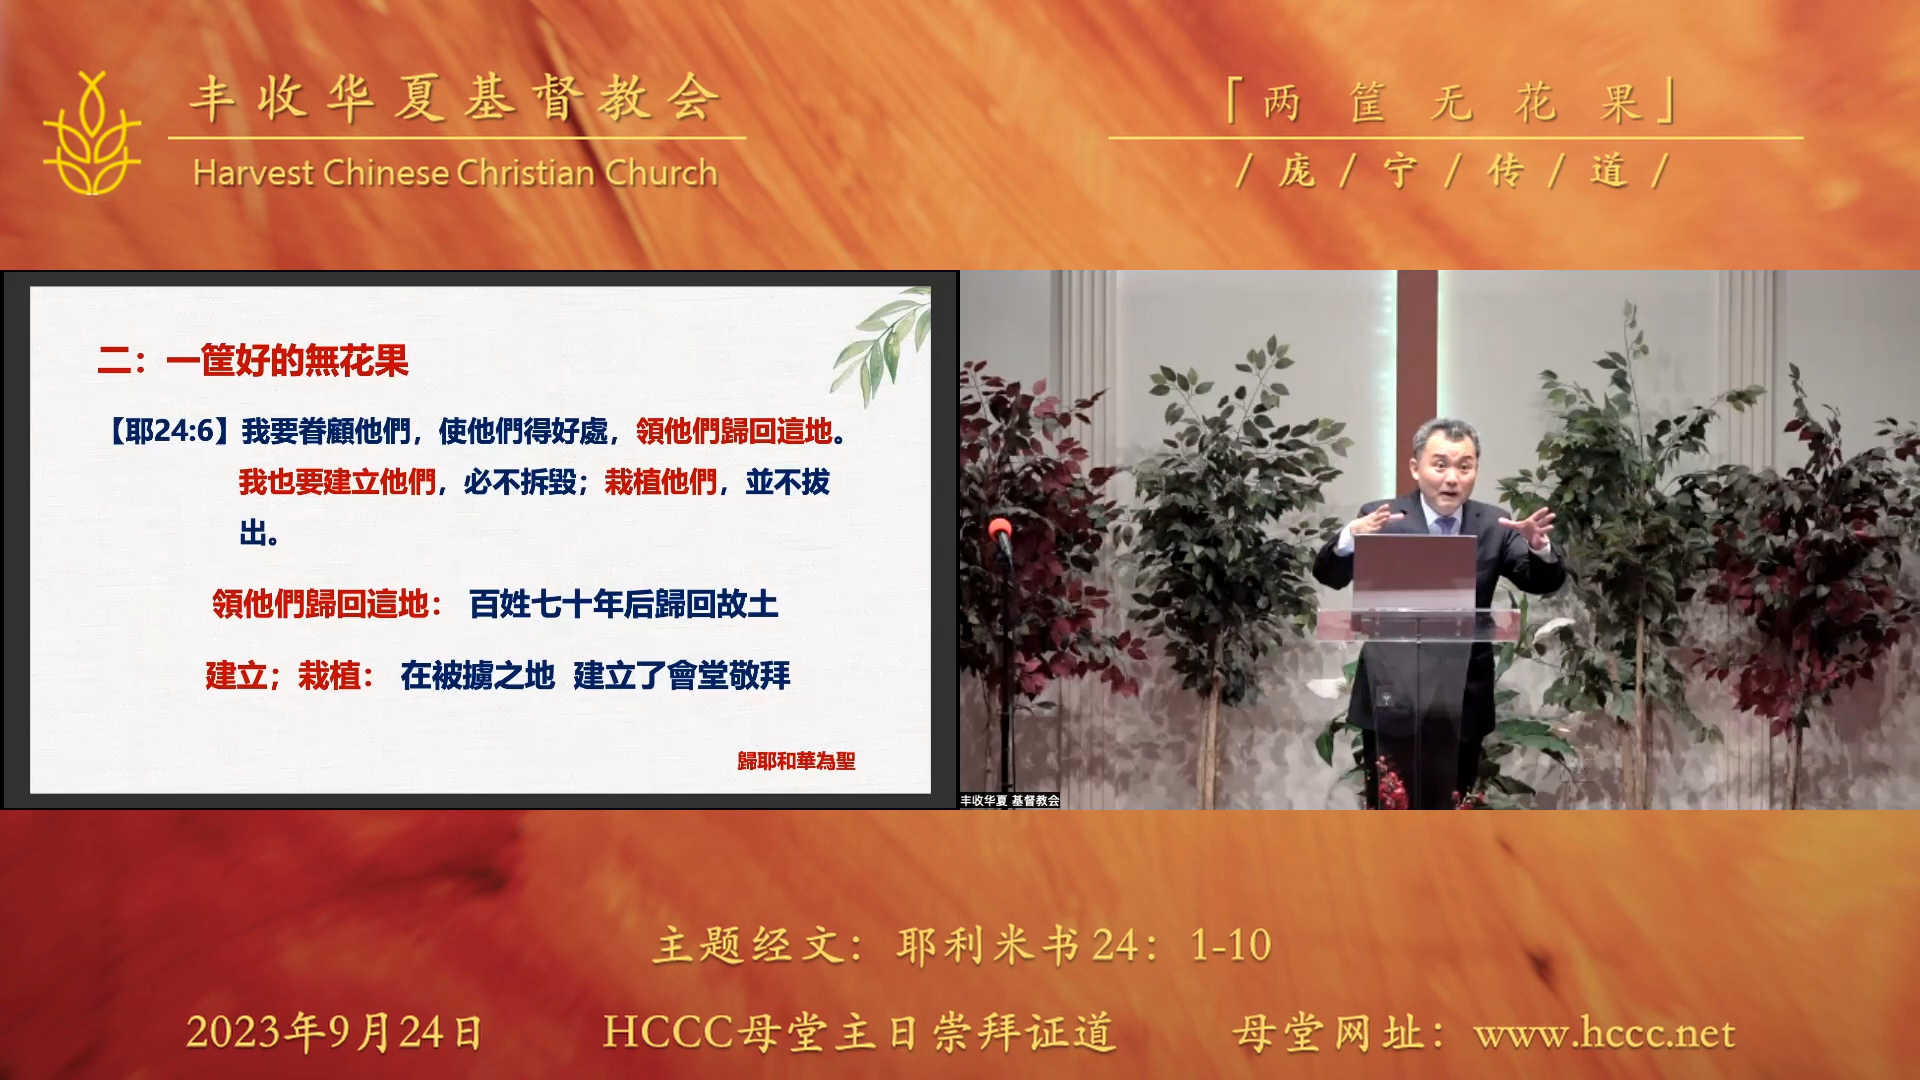 丰收华夏基督教会
Harvest Chinese Christian Church
「两筐无花果」
/ 庞 / 宁 / 传 / 道 /
二：一筐好的無花果
【耶24:6】我要眷顧他們，使他們得好處，領他們歸回這地。
我也要建立他們，必不拆毀；栽植他們，並不拔
出。
領他們歸回這地： 百姓七十年后歸回故土
建立；栽植： 在被擄之地 建立了會堂敬拜
歸耶和華為聖
丰收华夏 基督教会
主题经文：耶利米书 24：1-10
2023年9月24日 HCCC母堂主日崇拜证道 母堂网址：www.hccc.net